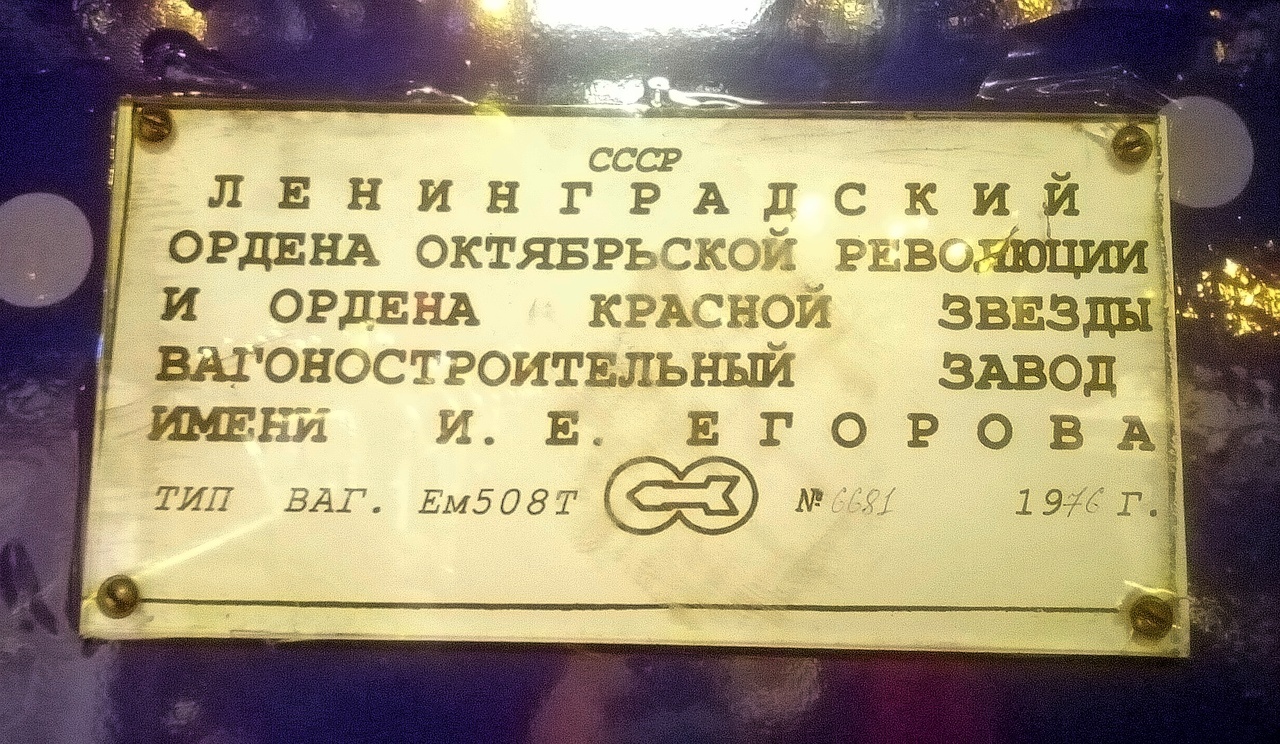 СССР
ЛЕНИНГРАДСКИЙ
ОРДЕНА ОКТЯБРЬСКОЙ РЕВОЛЮЦИИ
И ОРДЕНА КРАСНОЙ ЗВЕЗДЫ
ВАГОНОСТРОИТЕЛЬНЫЙ ЗАВОД
ИМЕНИ И. Е. ЕГОРОВА
ТИП ВАГ. Ем508Т № 6681 1976 Г.